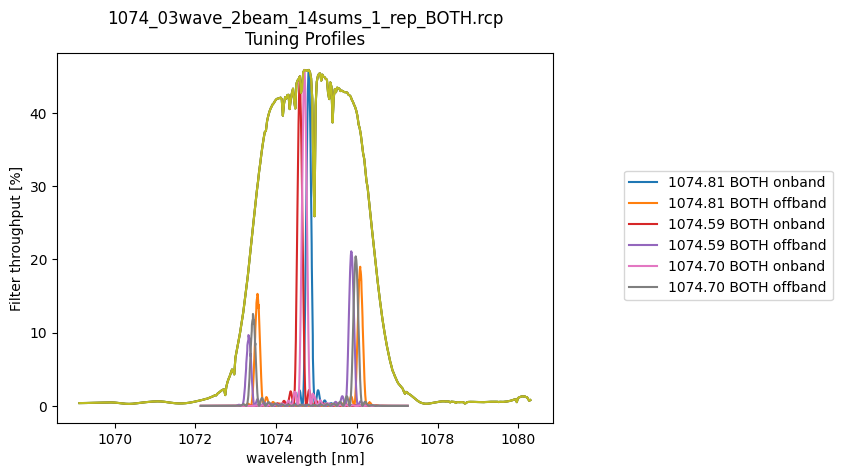 1074_03wave_2beam_14sums_1_rep_BOTH.rcp
Tuning Profiles
Filter throughput [%]
40
30
20
10
0
1070 1072 1074 1076 1078 1080
wavelength [nm]
1074.81 BOTH onband
1074.81 BOTH offband
1074.59 BOTH onband
1074.59 BOTH offband
1074.70 BOTH onband
1074.70 BOTH offband